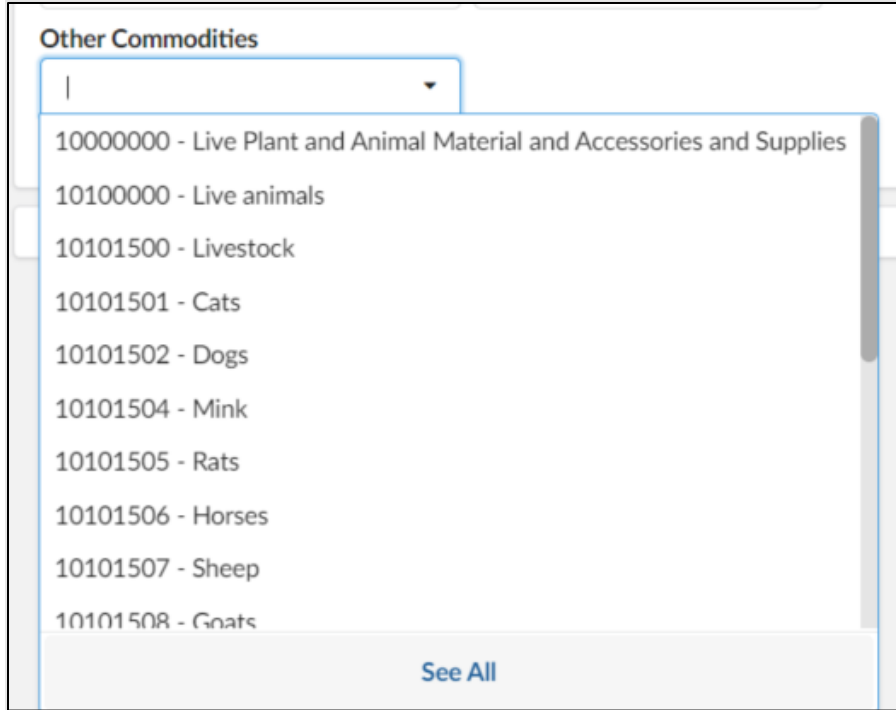 Other Commodities
10000000 - Live Plant and Animal Material and Accessories and Supplies
10100000 - Live animals
10101500 - Livestock
10101501 - Cats
10101502 - Dogs
10101504 - Mink
10101505 - Rats
10101506 - Horses
10101507 - Sheep
10101508 - Goats
See All